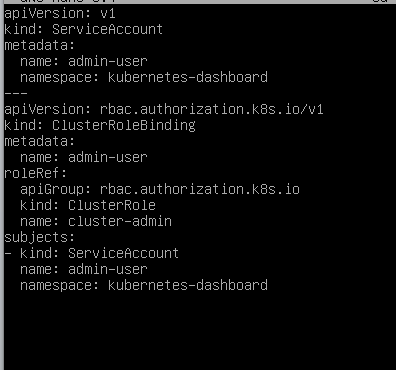 apiVersion: v1
kind: ServiceAccount
metadata:
  name: admin-user
  namespace: kubernetes-dashboard
---
apiVersion: rbac.authorization.k8s.io/v1
kind: ClusterRoleBinding
metadata:
  name: admin-user
roleRef:
  apiGroup: rbac.authorization.k8s.io
  kind: ClusterRole
  name: cluster-admin
subjects:
- kind: ServiceAccount
  name: admin-user
  namespace: kubernetes-dashboard